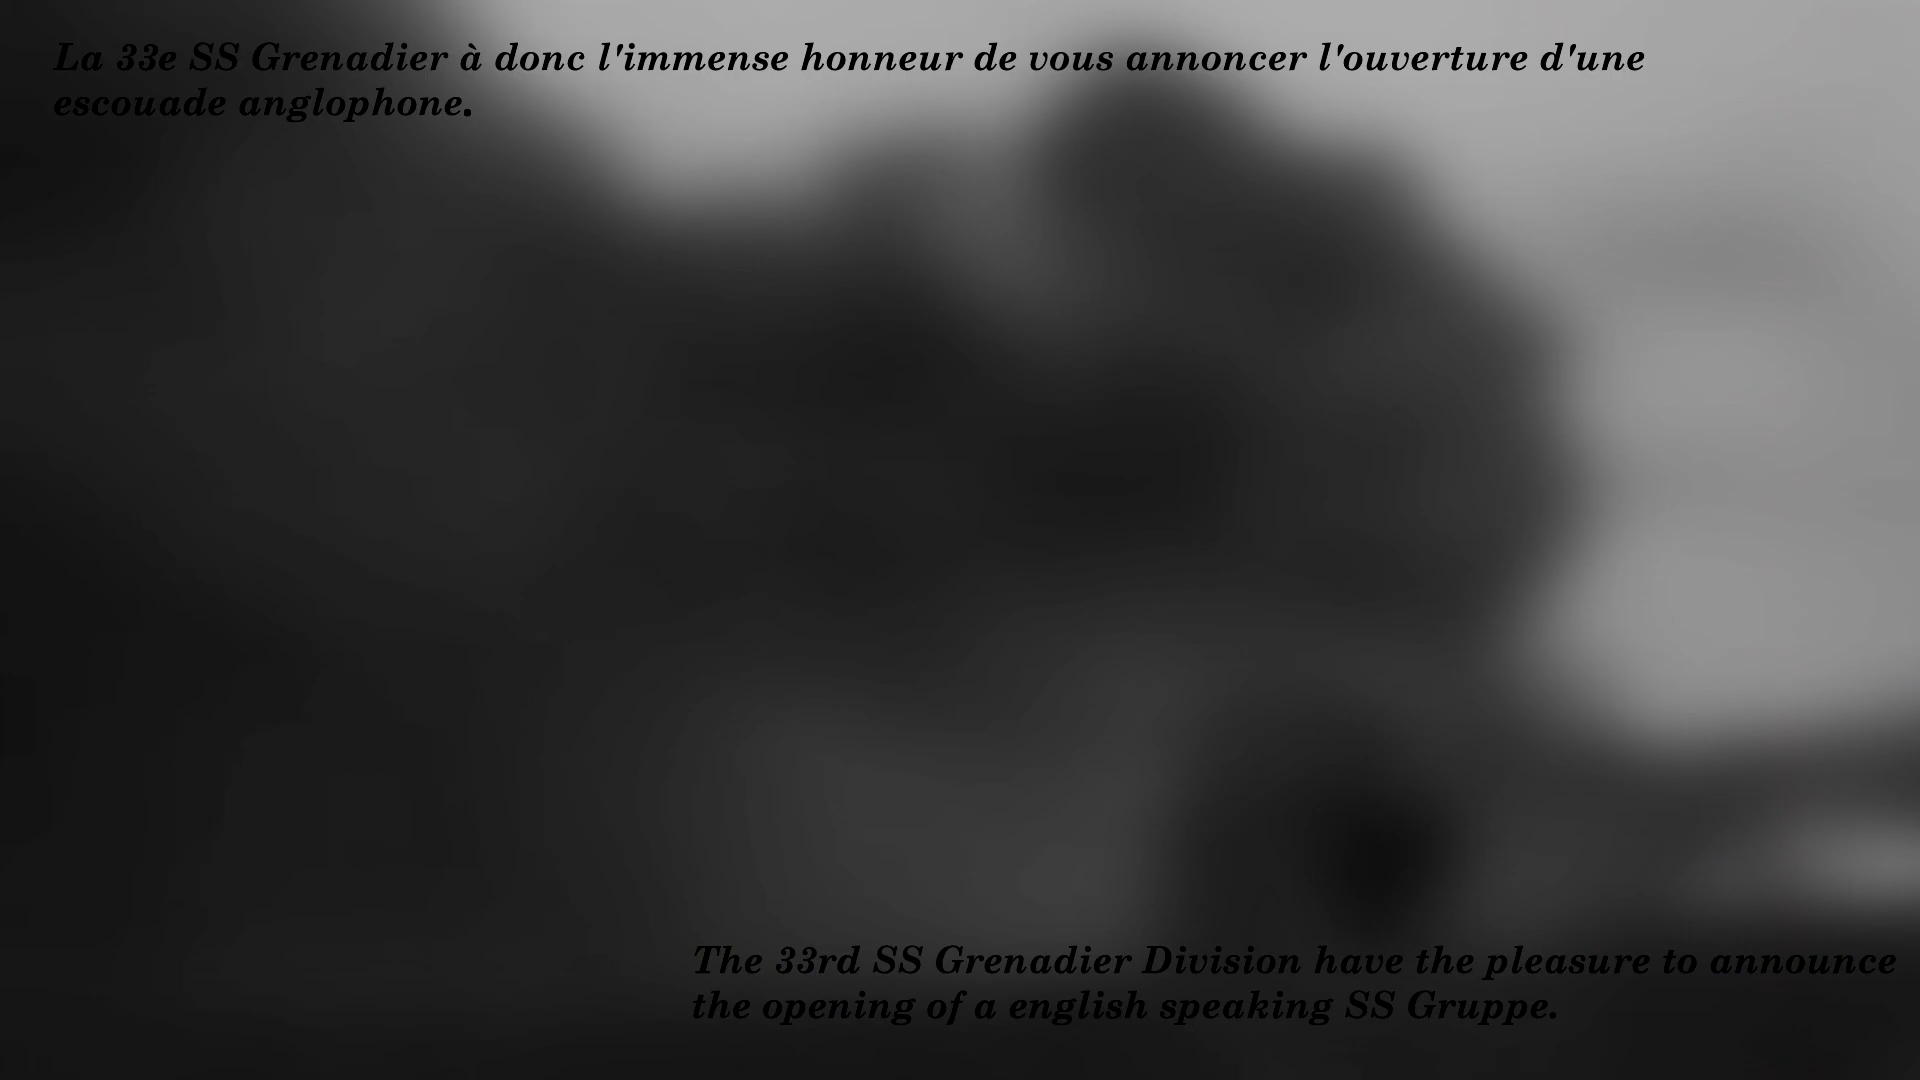 La 33e SS Grenadier à donc l'immense honneur de vous annoncer l'ouverture d'une
escouade anglophone.
The 33rd SS Grenadier Division have the pleasure to announce
the opening of a english speaking SS Gruppe.